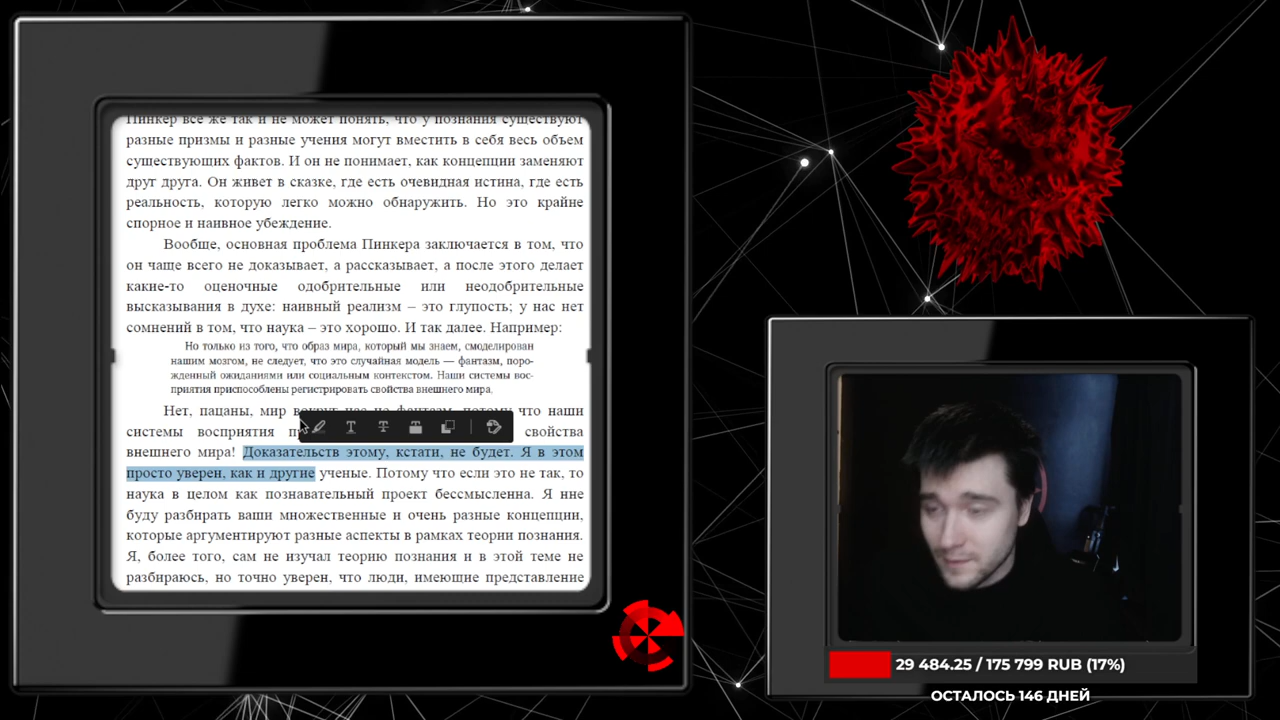 Пинкер все же так и не может понять, что у познания существуют
разные призмы и разные учения могут вместить в себя весь объем
существующих фактов. И он не понимает, как концепции заменяют
друг друга. Он живет в сказке, где есть очевидная истина, где есть
реальность, которую легко можно обнаружить. Но это крайне
спорное и наивное убеждение.
Вообще, основная проблема Пинкера заключается в том, что
он чаще всего не доказывает, а рассказывает, а после этого делает
какие-то оценочные одобрительные или неодобрительные
высказывания в духе: наивный реализм – это глупость; у нас нет
сомнений в том, что наука – это хорошо. И так далее. Например:
Но только из того, что образ мира, который мы знаем, смоделирован
нашим мозгом, не следует, что это случайная модель — фантазм, поро-
жденный ожиданиями или социальным контекстом. Наши системы вос-
приятия приспособлены регистрировать свойства внешнего мира.
Нет, пацаны, мир вокруг нас не фантазм, потому что наши
системы восприятия свойства
внешнего мира! Доказательств этому, кстати, не будет. Я в этом
просто уверен, как и другие ученые. Потому что если это не так, то
наука в целом как познавательный проект бессмысленна. Я нне
буду разбирать ваши множественные и очень разные концепции,
которые аргументируют разные аспекты в рамках теории познания.
Я, более того, сам не изучал теорию познания и в этой теме не
разбираюсь, но точно уверен, что люди, имеющие представление
29 484.25 / 175 799 RUB (17%)
ОСТАЛОСЬ 146 ДНЕЙ